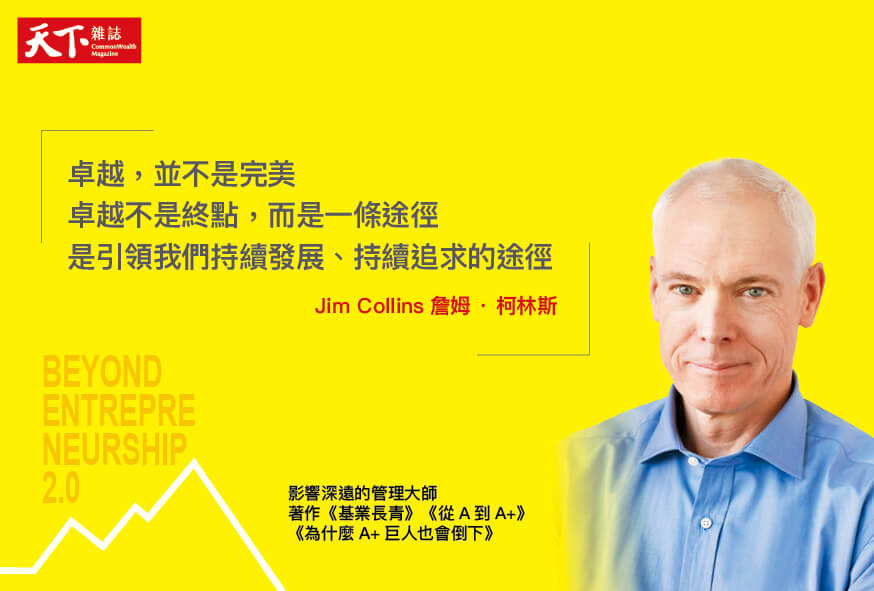 天下 雜誌
CommonWealth
Magazine
卓越，並不是完美
卓越不是終點，而是一條途徑
是引領我們持續發展、持續追求的途徑
Jim Collins 詹姆．柯林斯
BEYOND
ENTREPRE
NEURSHIP
2.0
影響深遠的管理大師
著作《基業長青》《從 A 到 A+》
《為什麼 A+ 巨人也會倒下》